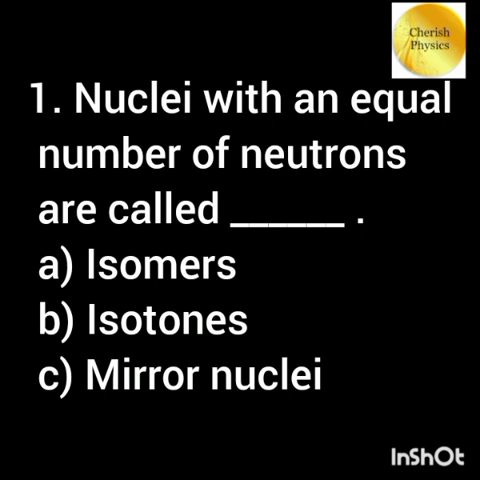 Cherish
Physics
1. Nuclei with an equal
number of neutrons
are called ______ .
a) Isomers
b) Isotones
c) Mirror nuclei
InShOt